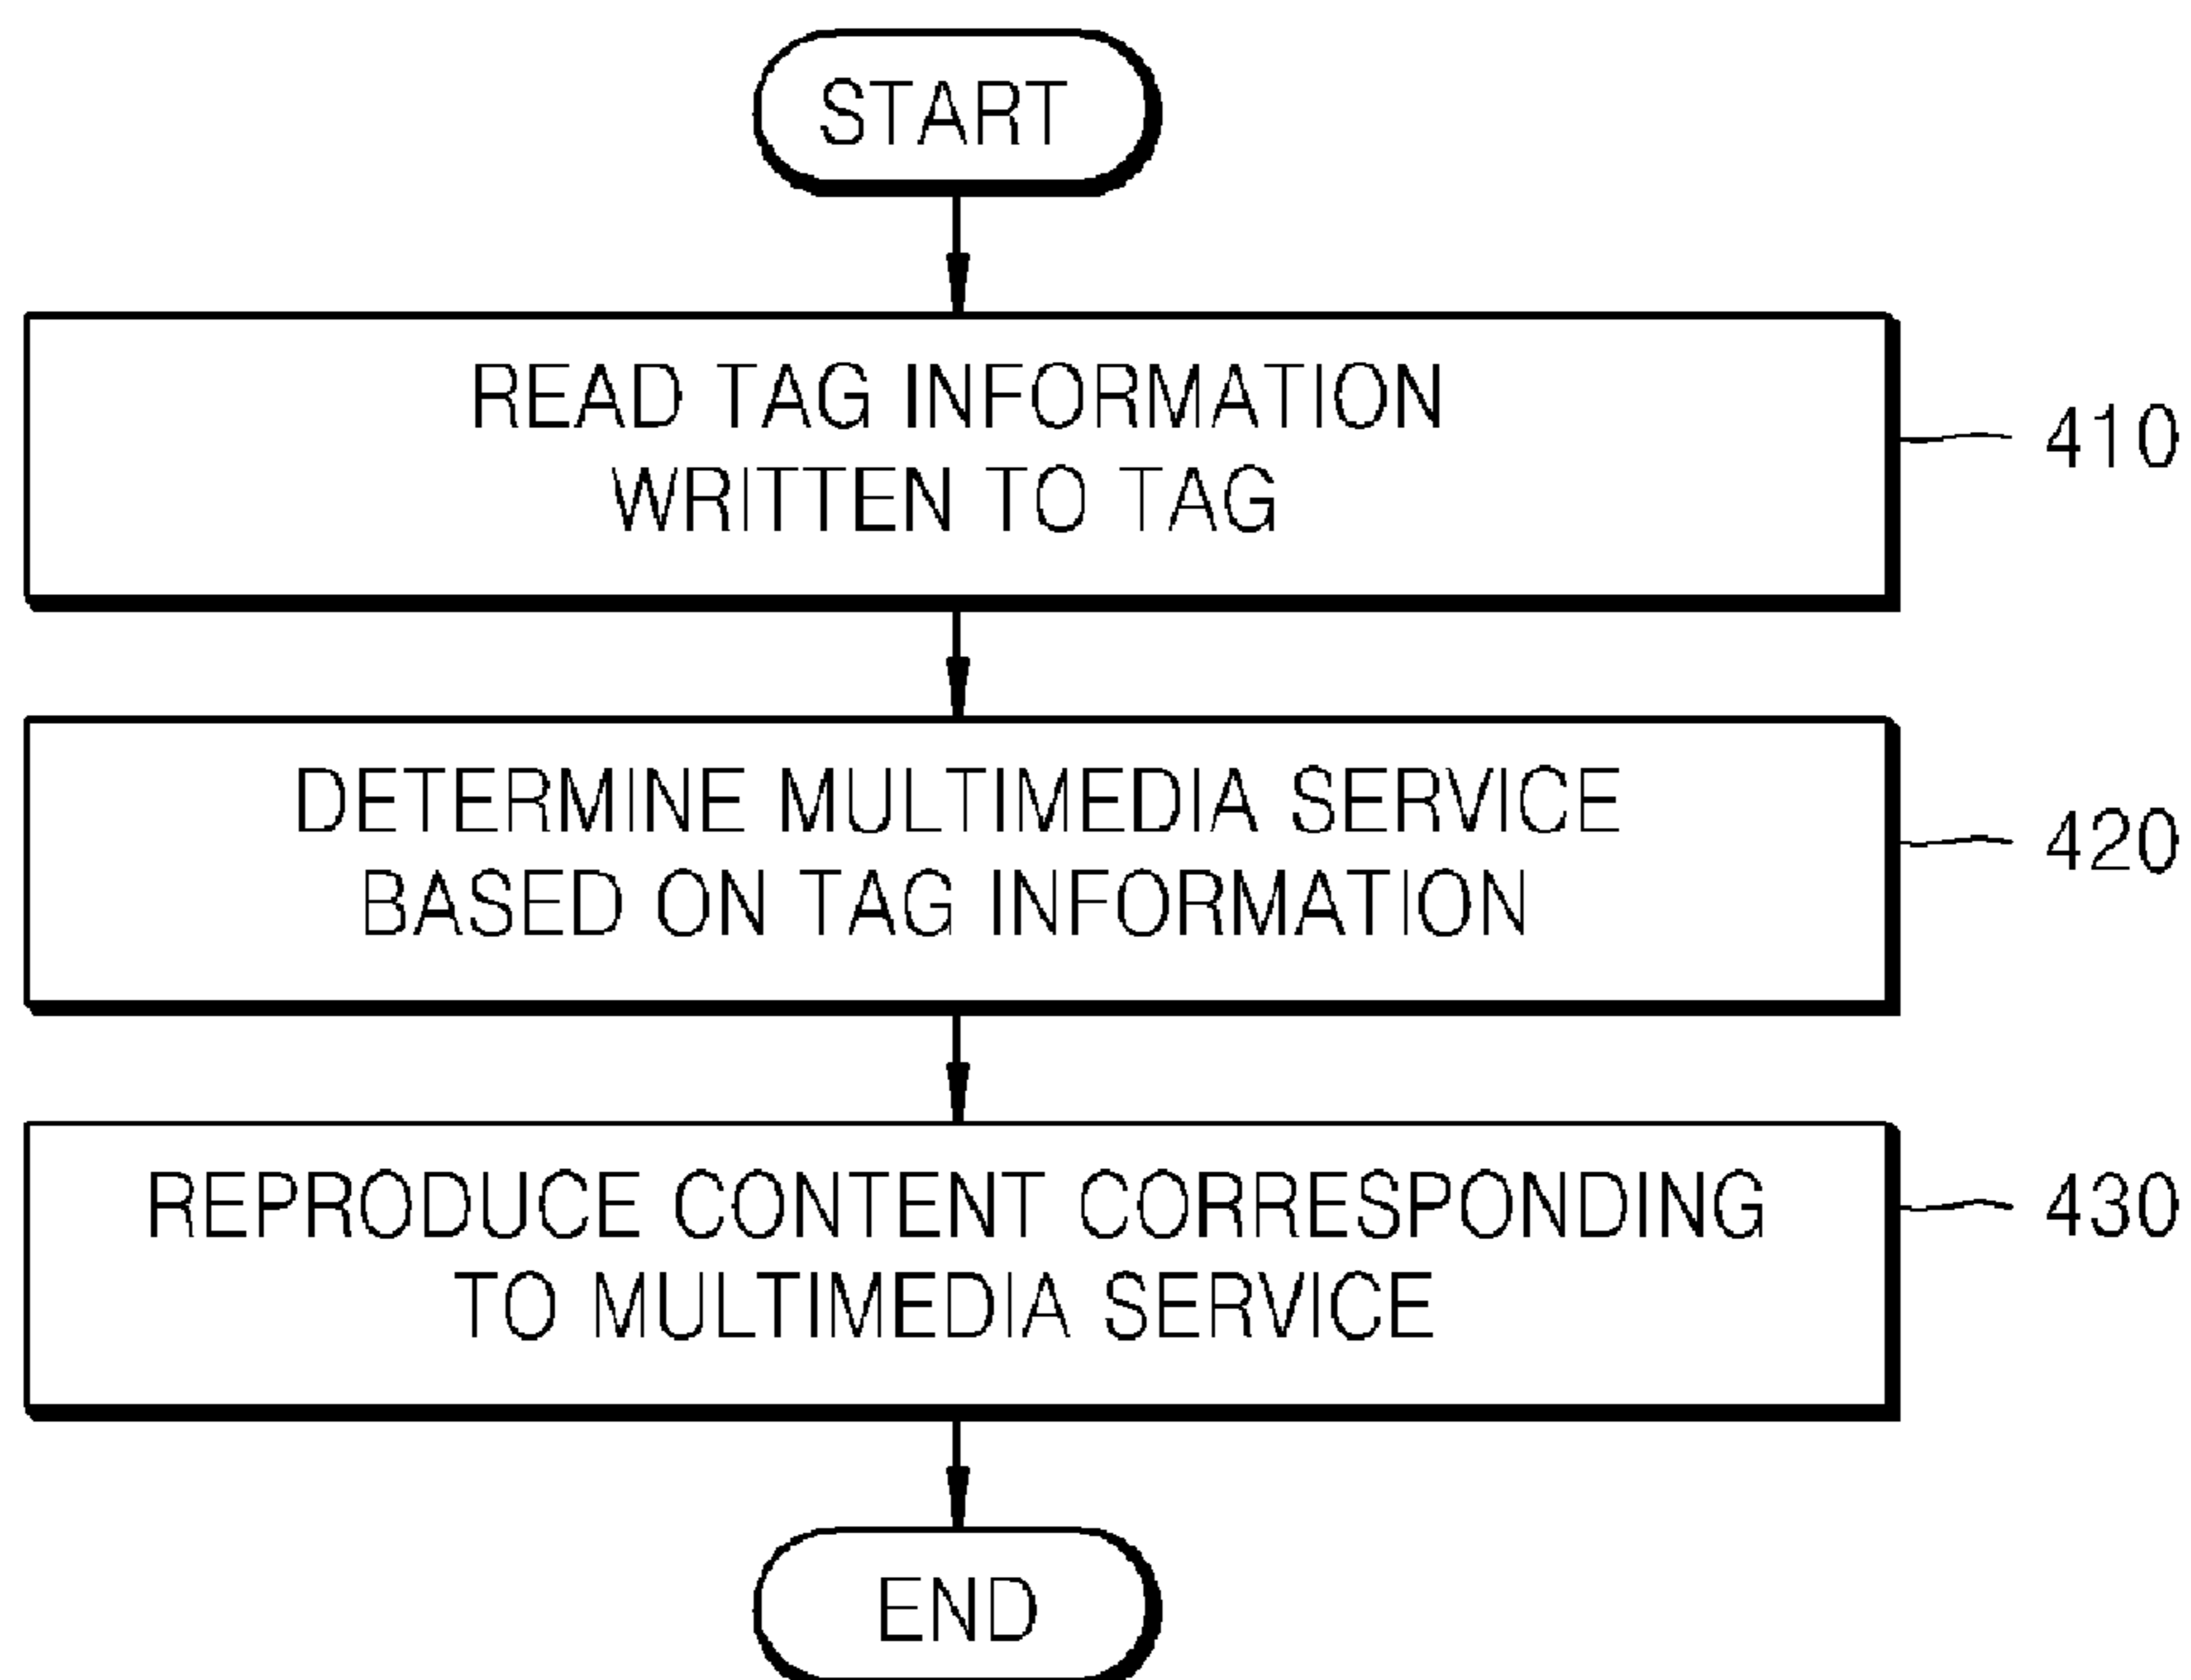 START
READ TAG INFORMATION
WRITTEN TO TAG
410
DETERMINE MULTIMEDIA SERVICE
BASED ON TAG INFORMATION
420
REPRODUCE CONTENT CORRESPONDING
TO MULTIMEDIA SERVICE
430
END